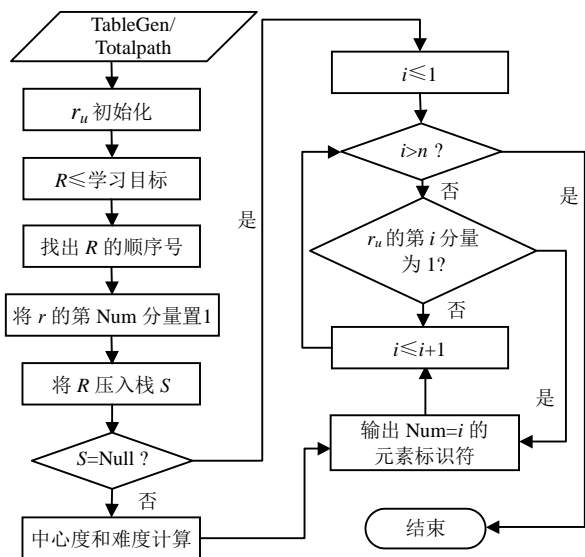 TableGen/
Totalpath
r_u 初始化
R≤学习目标
找出 R 的顺序号
将 r 的第 Num 分量置1
将 R 压入栈 S
S=Null ?
否
中心度和难度计算
是
i≤1
i>n ?
否
是
r_u 的第 i 分量
为 1?
否
i≤i+1
是
输出 Num=i 的
元素标识符
结束